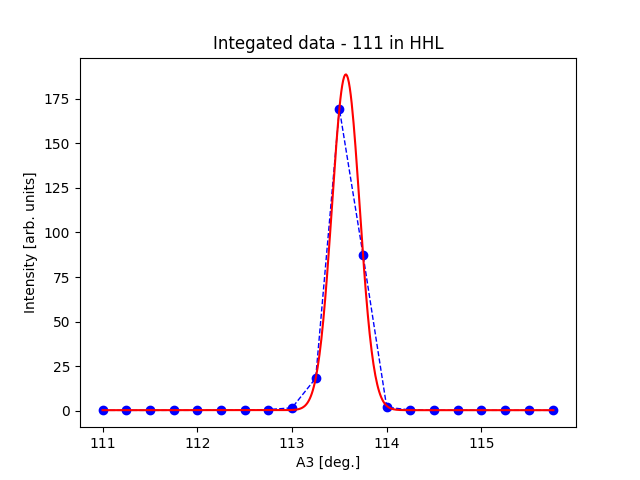 Integated data - 111 in HHL
175
150
125
100
75
50
25
0
Intensity [arb. units]
111 112 113 114 115
A3 [deg.]